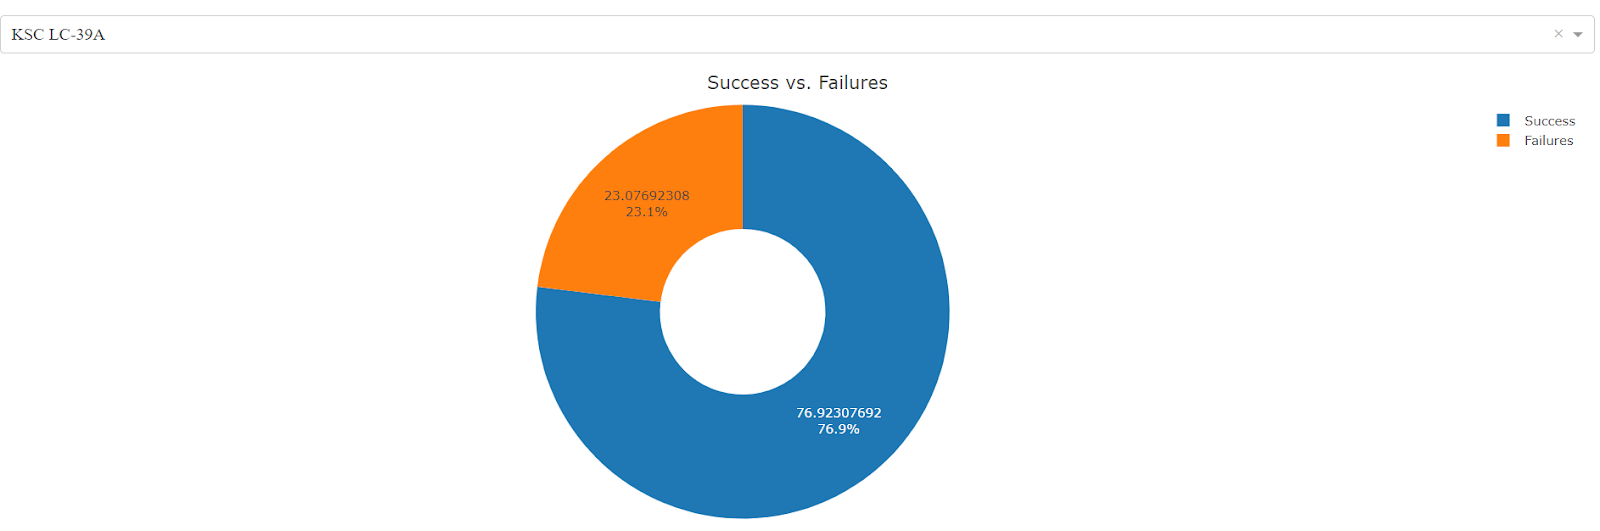 KSC LC-39A
Success vs. Failures
Success
Failures
23.07692308
23.1%
76.92307692
76.9%